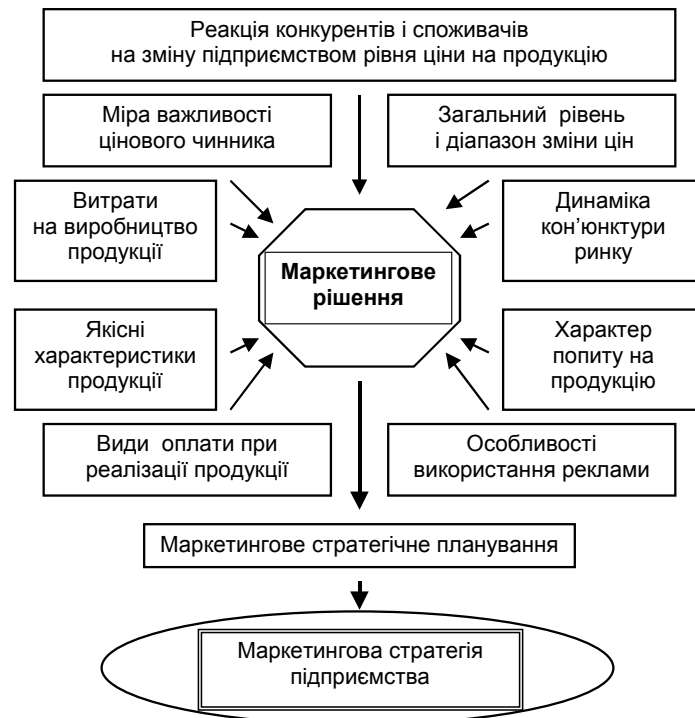 Реакція конкурентів і споживачів
на зміну підприємством рівня ціни на продукцію
Міра важливості
цінового чинника
Загальний рівень
і діапазон зміни цін
Витрати
на виробництво
продукції
Динаміка
кон’юнктури
ринку
Маркетингове
рішення
Якісні
характеристики
продукції
Характер
попиту на
продукцію
Види оплати при
реалізації продукції
Особливості
використання реклами
Маркетингове стратегічне планування
Маркетингова стратегія
підприємства